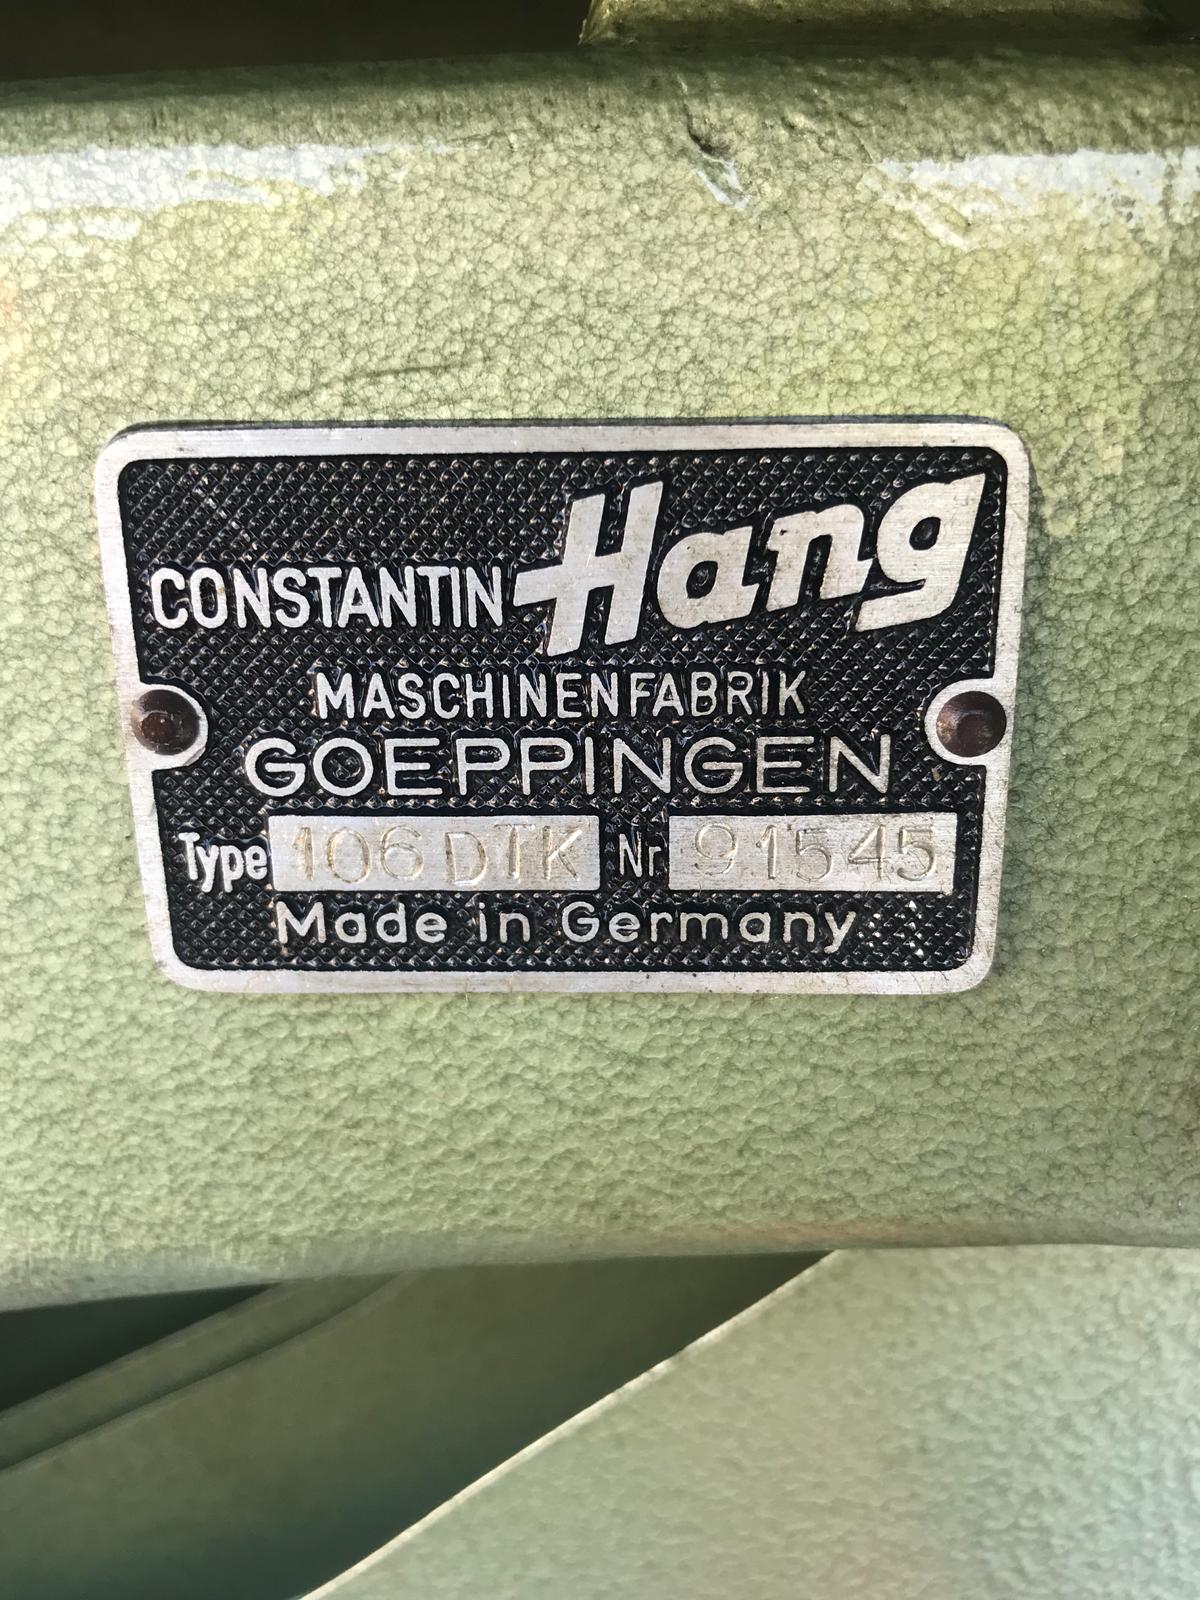 CONSTANTIN Hang
MASCHINENFABRIK
GOEPPINGEN
Type 106 DTK Nr 91545
Made in Germany